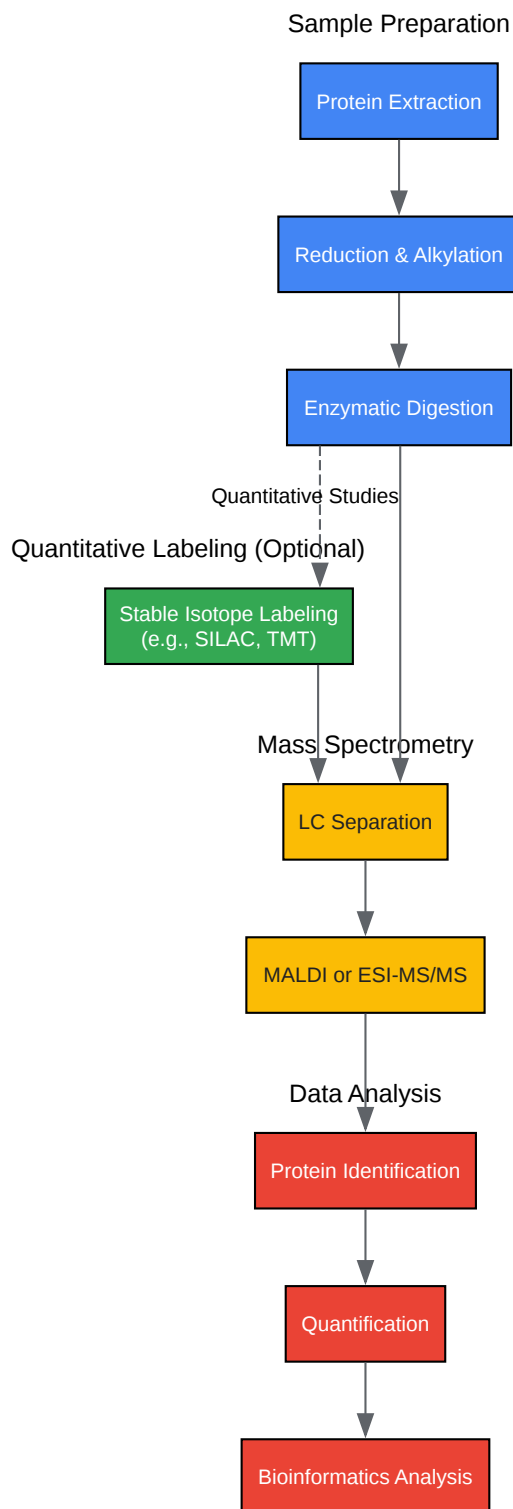 Sample Preparation
Protein Extraction
Reduction & Alkylation
Enzymatic Digestion
Quantitative Studies
Quantitative Labeling (Optional)
Stable Isotope Labeling
(e.g., SILAC, TMT)
Mass Spectrometry
LC Separation
MALDI or ESI-MS/MS
Data Analysis
Protein Identification
Quantification
Bioinformatics Analysis